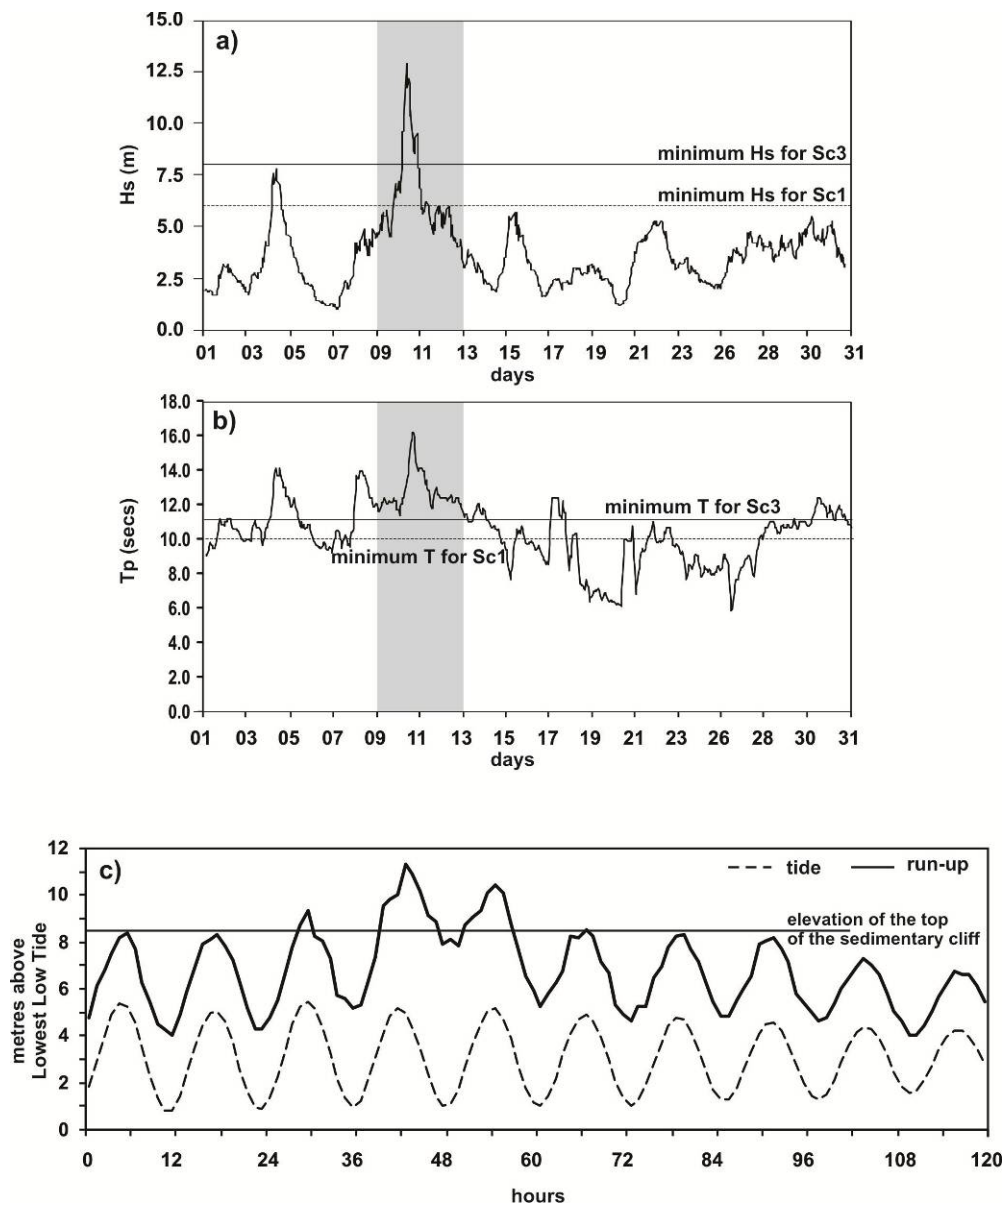 a)
15.0
12.5
10.0
7.5
5.0
2.5
0.0
Hs (m)
minimum Hs for Sc3
minimum Hs for Sc1
01 03 05 07 09 11 13 15 17 19 21 23 26 28 30 31
days
b)
18.0
16.0
14.0
12.0
10.0
8.0
6.0
4.0
2.0
0.0
Tp (secs)
minimum T for Sc3
minimum T for Sc1
01 03 05 07 09 11 13 15 17 19 21 23 26 28 30 31
days
c)
12
10
8
6
4
2
0
metres above
Lowest Low Tide
tide run-up
elevation of the top
of the sedimentary cliff
0 12 24 36 48 60 72 84 96 108 120
hours